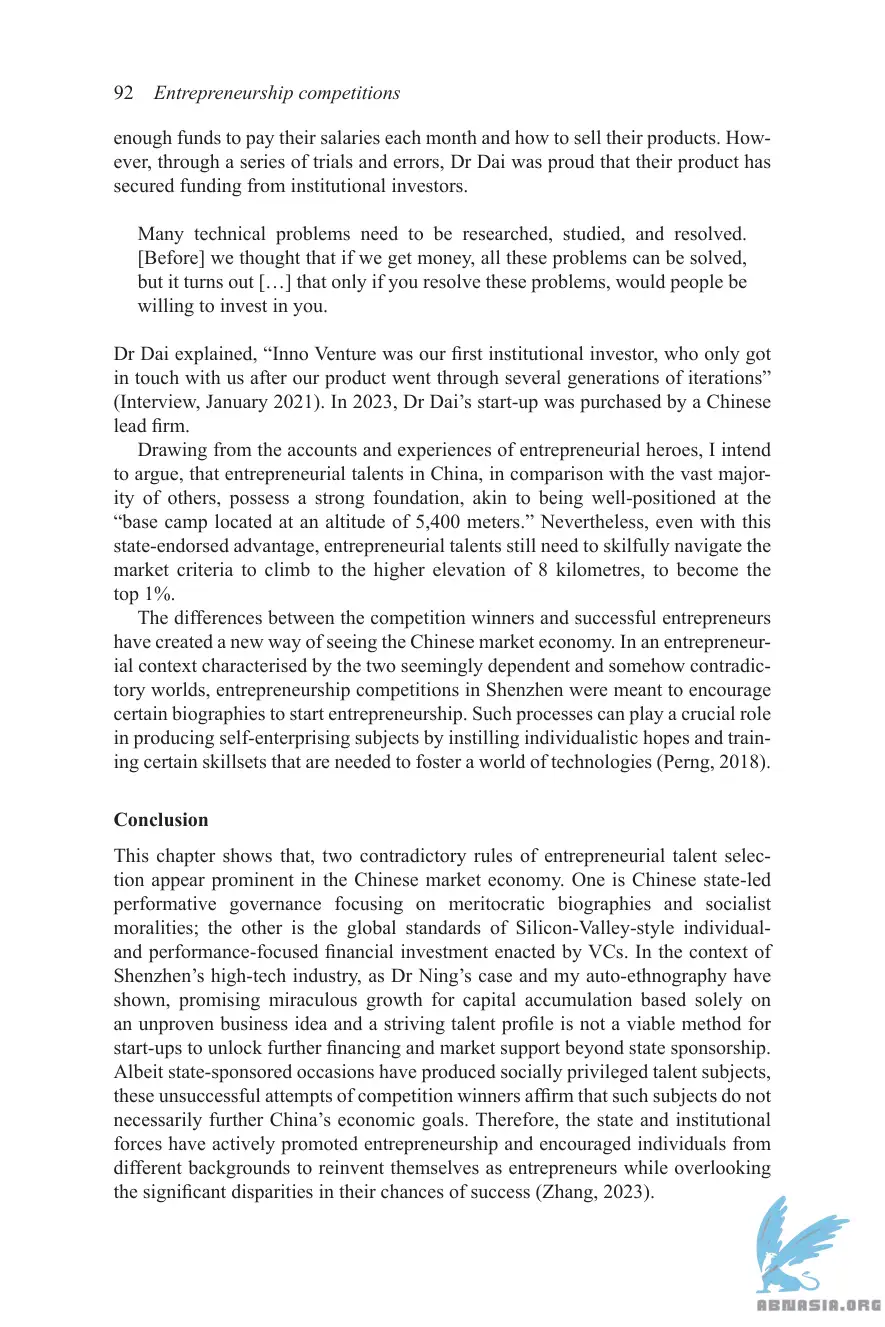 92 Entrepreneurship competitions
enough funds to pay their salaries each month and how to sell their products. How-
ever, through a series of trials and errors, Dr Dai was proud that their product has
secured funding from institutional investors.
Many technical problems need to be researched, studied, and resolved.
[Before] we thought that if we get money, all these problems can be solved,
but it turns out […] that only if you resolve these problems, would people be
willing to invest in you.
Dr Dai explained, “Inno Venture was our first institutional investor, who only got
in touch with us after our product went through several generations of iterations”
(Interview, January 2021). In 2023, Dr Dai’s start-up was purchased by a Chinese
lead firm.
Drawing from the accounts and experiences of entrepreneurial heroes, I intend
to argue, that entrepreneurial talents in China, in comparison with the vast major-
ity of others, possess a strong foundation, akin to being well-positioned at the
“base camp located at an altitude of 5,400 meters.” Nevertheless, even with this
state-endorsed advantage, entrepreneurial talents still need to skilfully navigate the
market criteria to climb to the higher elevation of 8 kilometres, to become the
top 1%.
The differences between the competition winners and successful entrepreneurs
have created a new way of seeing the Chinese market economy. In an entrepreneur-
ial context characterised by the two seemingly dependent and somehow contradic-
tory worlds, entrepreneurship competitions in Shenzhen were meant to encourage
certain biographies to start entrepreneurship. Such processes can play a crucial role
in producing self-enterprising subjects by instilling individualistic hopes and train-
ing certain skillsets that are needed to foster a world of technologies (Perng, 2018).
Conclusion
This chapter shows that, two contradictory rules of entrepreneurial talent selec-
tion appear prominent in the Chinese market economy. One is Chinese state-led
performative governance focusing on meritocratic biographies and socialist
moralities; the other is the global standards of Silicon-Valley-style individual-
and performance-focused financial investment enacted by VCs. In the context of
Shenzhen’s high-tech industry, as Dr Ning’s case and my auto-ethnography have
shown, promising miraculous growth for capital accumulation based solely on
an unproven business idea and a striving talent profile is not a viable method for
start-ups to unlock further financing and market support beyond state sponsorship.
Albeit state-sponsored occasions have produced socially privileged talent subjects,
these unsuccessful attempts of competition winners affirm that such subjects do not
necessarily further China’s economic goals. Therefore, the state and institutional
forces have actively promoted entrepreneurship and encouraged individuals from
different backgrounds to reinvent themselves as entrepreneurs while overlooking
the significant disparities in their chances of success (Zhang, 2023).
ABNASIA.ORG